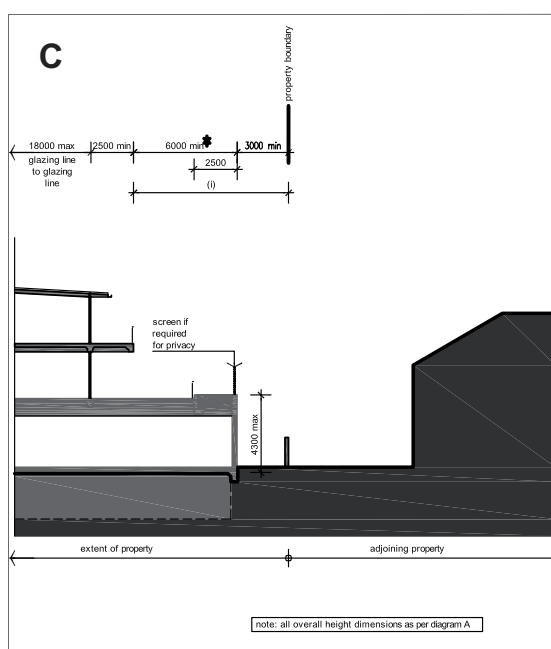 C
property boundary
18000 max
2500 min
6000 min
*
3000 min
glazing line
to glazing
line
2500
(i)
screen if
required
for privacy
4300 max
extent of property
adjoining property
note: all overall height dimensions as per diagram A